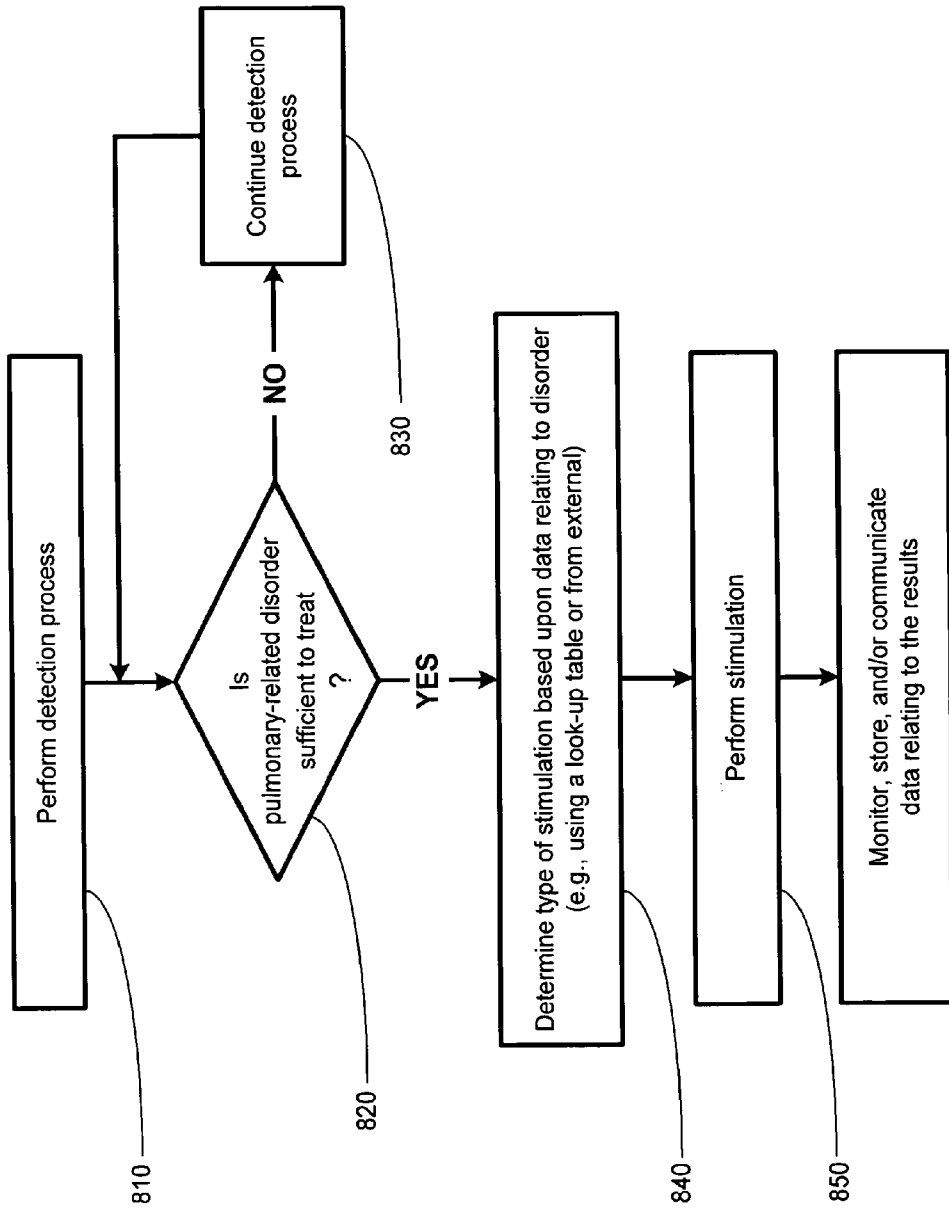 Perform detection process
810
Is
pulmonary-related disorder
sufficient to treat
?
820
NO
Continue detection
process
830
YES
Determine type of stimulation based upon data relating to disorder
(e.g., using a look-up table or from external)
840
Perform stimulation
850
Monitor, store, and/or communicate
data relating to the results